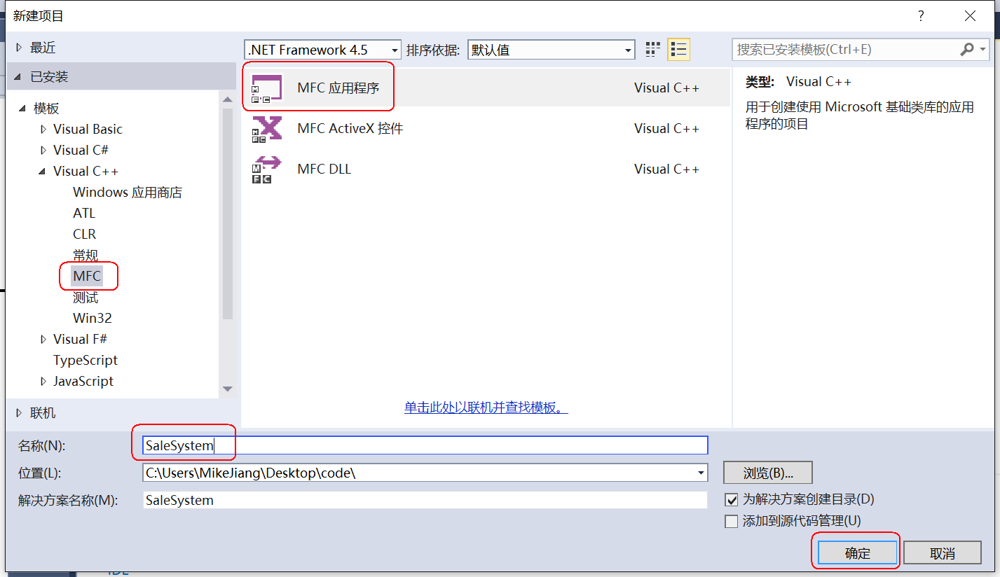 新建项目
?
最近
已安装
模板
Visual Basic
Visual C#
Visual C++
Windows 应用商店
ATL
CLR
常规
MFC
测试
Win32
Visual F#
TypeScript
JavaScript
联机
.NET Framework 4.5 排序依据: 默认值
MFC 应用程序 Visual C++
MFC ActiveX 控件 Visual C++
MFC DLL Visual C++
单击此处以联机并查找模板。
搜索已安装模板(Ctrl+E)
类型: Visual C++
用于创建使用 Microsoft 基础类库的应用
程序的项目
名称(N): SaleSystem
位置(L): C:\Users\MikeJiang\Desktop\code\ 浏览(B)...
解决方案名称(M): SaleSystem 为解决方案创建目录(D)
添加到源代码管理(U)
确定 取消